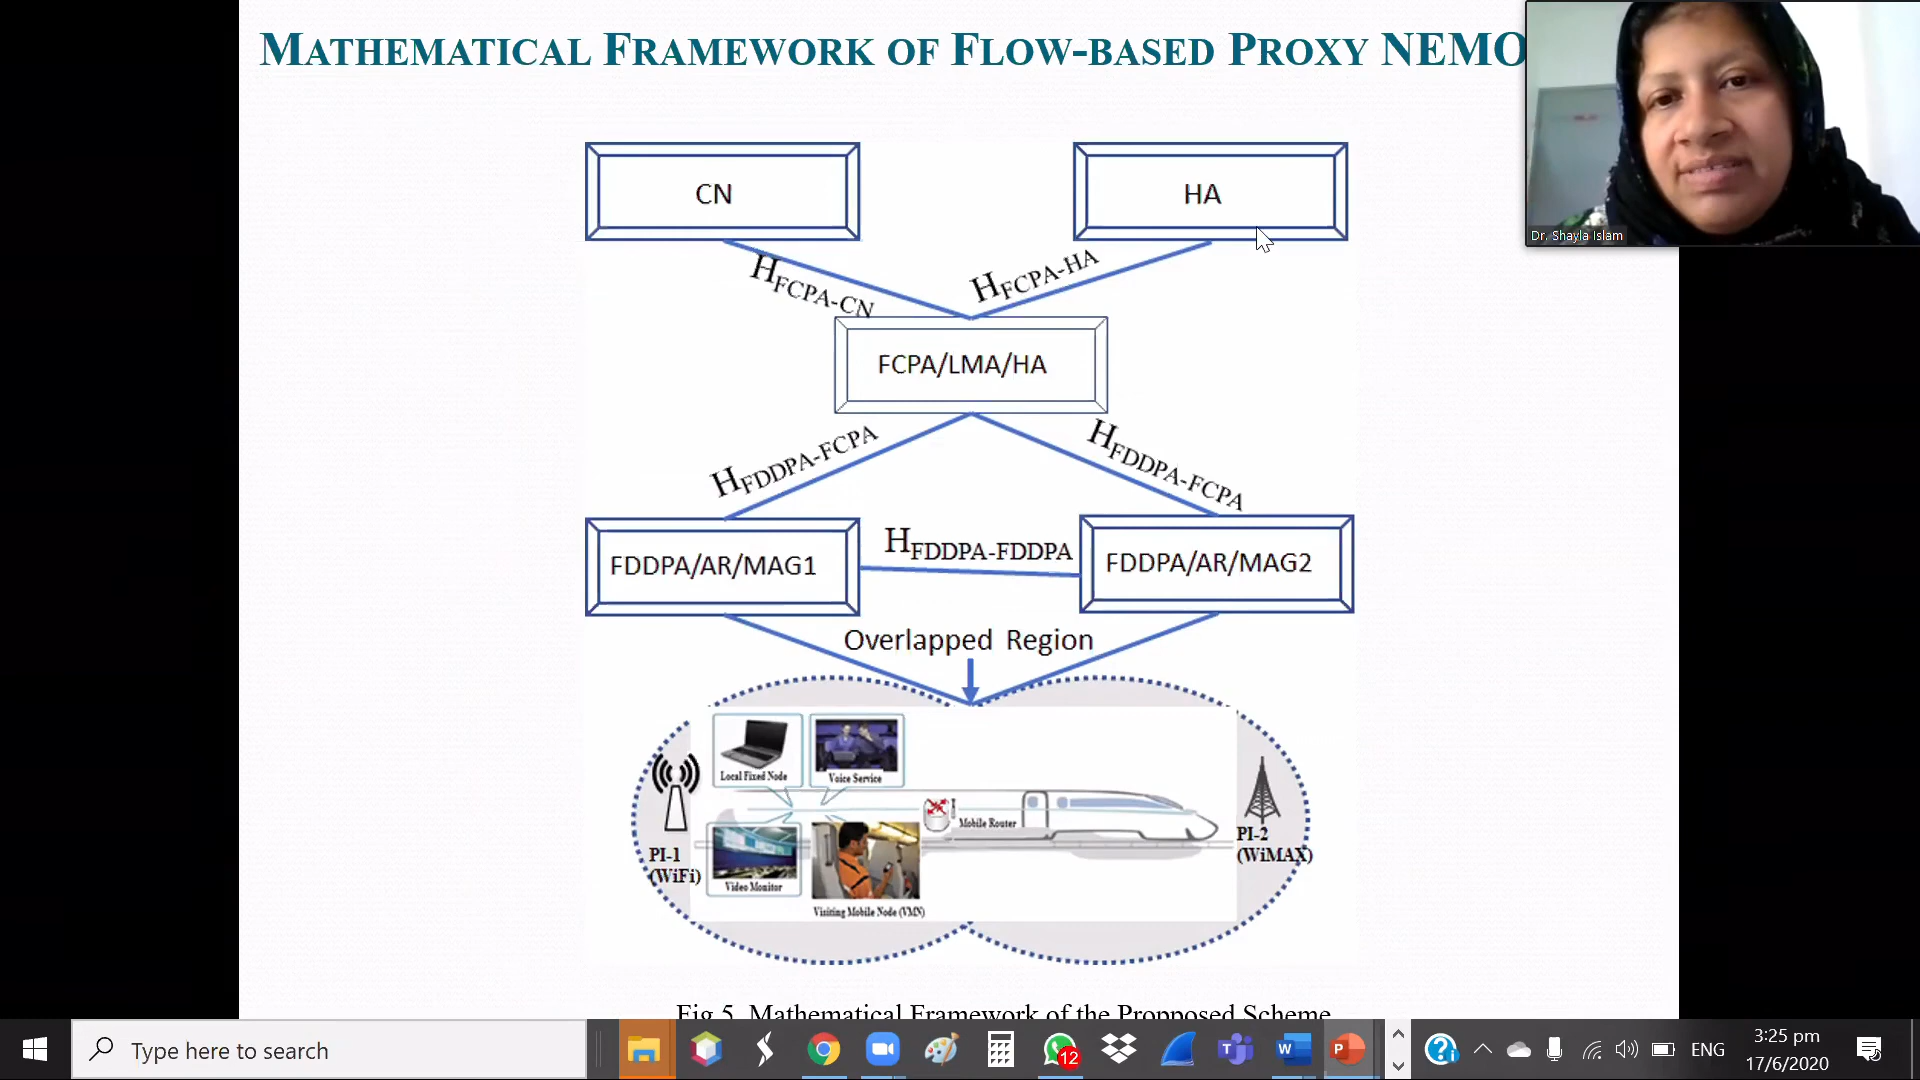 MATHEMATICAL FRAMEWORK OF FLOW-BASED PROXY NEMO
Dr. Shayla Islam
CN
HA
HFCPA-CN
HFCPA-HA
FCPA/LMA/HA
HFDDPA-FCPA
HFDDPA-FCPA
FDDPA/AR/MAG1
HFDDPA-FDDPA
FDDPA/AR/MAG2
Overlapped Region
Local Fixed Node
Voice Service
Mobile Router
PI-1
(WiFi)
PI-2
(WiMAX)
Video Monitor
Visiting Mobile Node (VMN)
Fig 5. Mathematical Framework of the Propposed Scheme
Type here to search
12
ENG
3:25 pm
17/6/2020